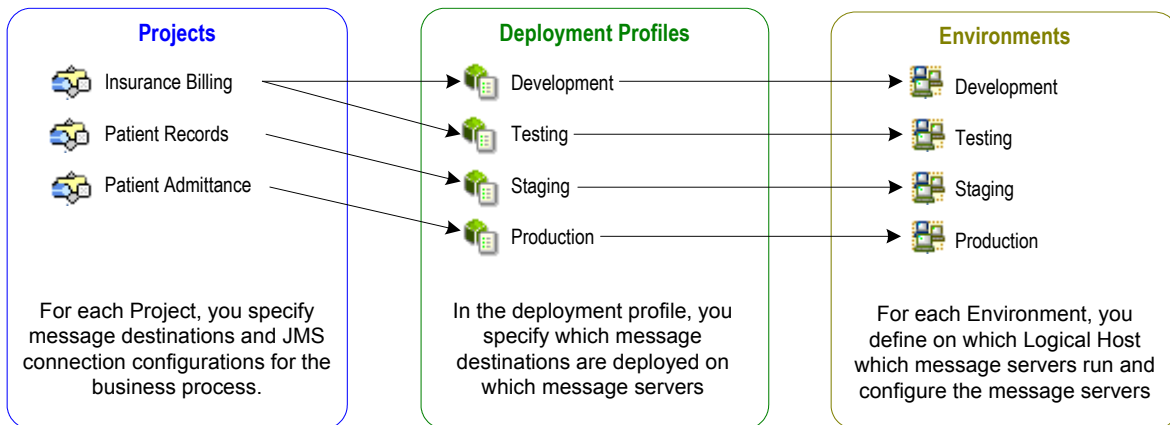 Projects
Insurance Billing
Patient Records
Patient Admittance
For each Project, you specify
message destinations and JMS
connection configurations for the
business process.
Deployment Profiles
Development
Testing
Staging
Production
In the deployment profile, you
specify which message
destinations are deployed on
which message servers
Environments
Development
Testing
Staging
Production
For each Environment, you
define on which Logical Host
which message servers run and
configure the message servers